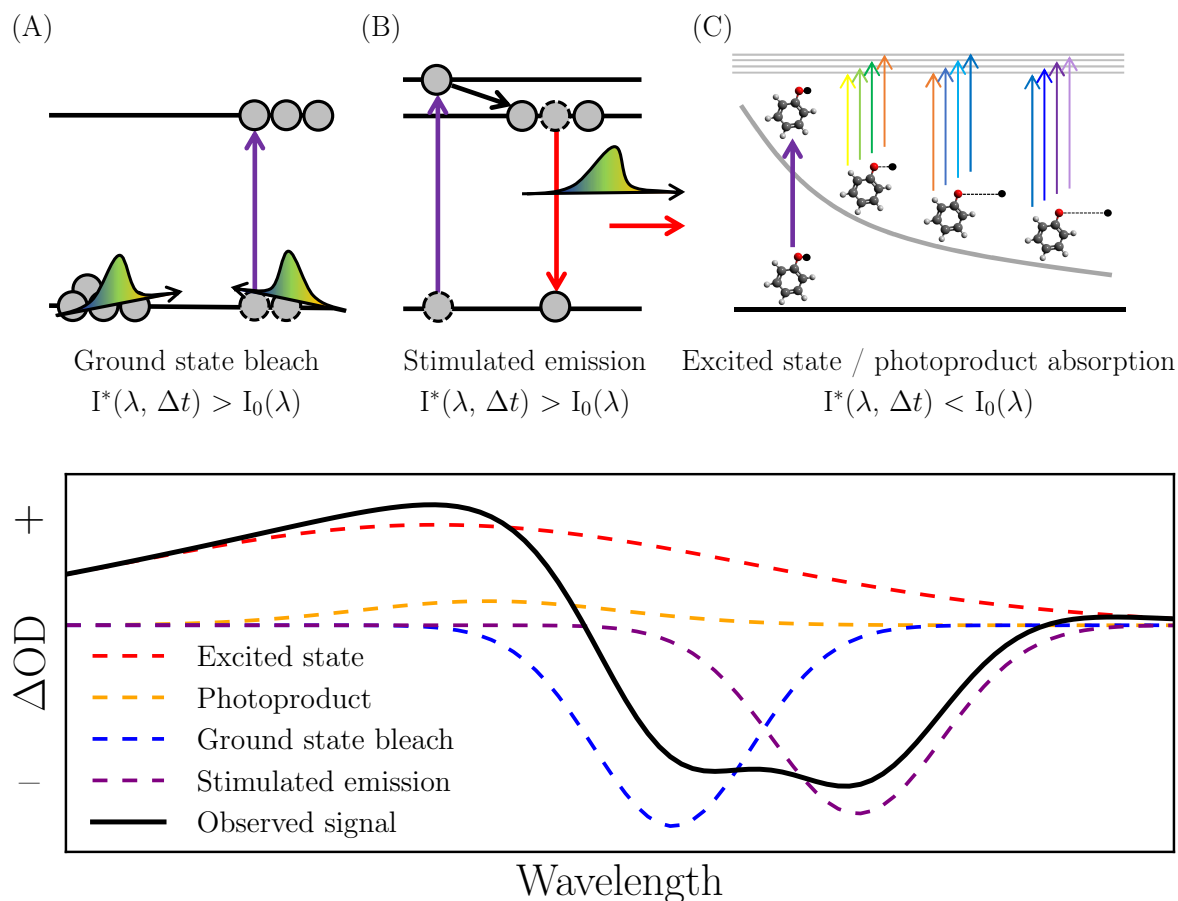 (A)
(B)
(C)
Ground state bleach
I*(λ, Δt) > I₀(λ)
Stimulated emission
I*(λ, Δt) > I₀(λ)
Excited state / photoproduct absorption
I*(λ, Δt) < I₀(λ)
+
ΔOD
–
Excited state
Photoproduct
Ground state bleach
Stimulated emission
Observed signal
Wavelength